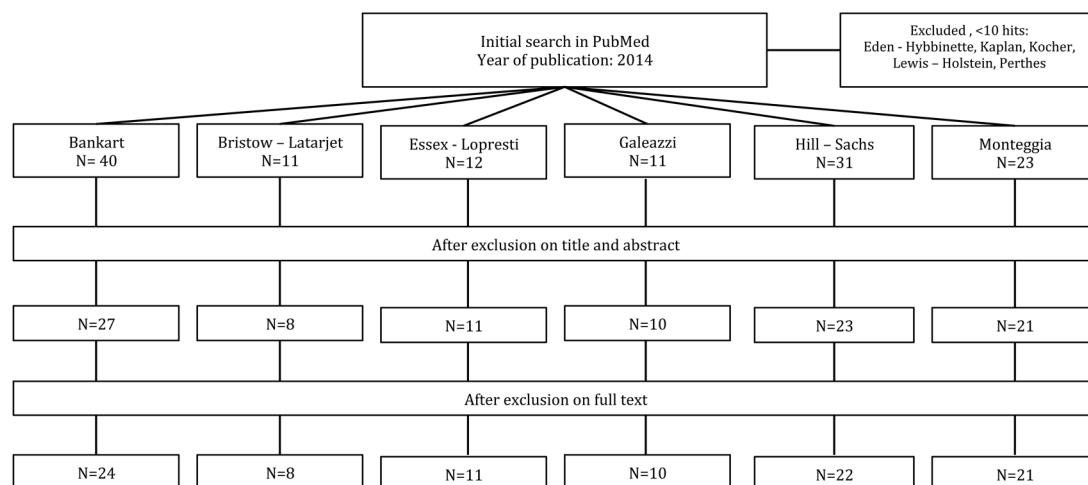 Initial search in PubMed
Year of publication: 2014
Excluded , <10 hits:
Eden - Hybbinette, Kaplan, Kocher,
Lewis – Holstein, Perthes
Bankart
N= 40
Bristow – Latarjet
N=11
Essex - Lopresti
N=12
Galeazzi
N=11
Hill – Sachs
N=31
Monteggia
N=23
After exclusion on title and abstract
N=27
N=8
N=11
N=10
N=23
N=21
After exclusion on full text
N=24
N=8
N=11
N=10
N=22
N=21